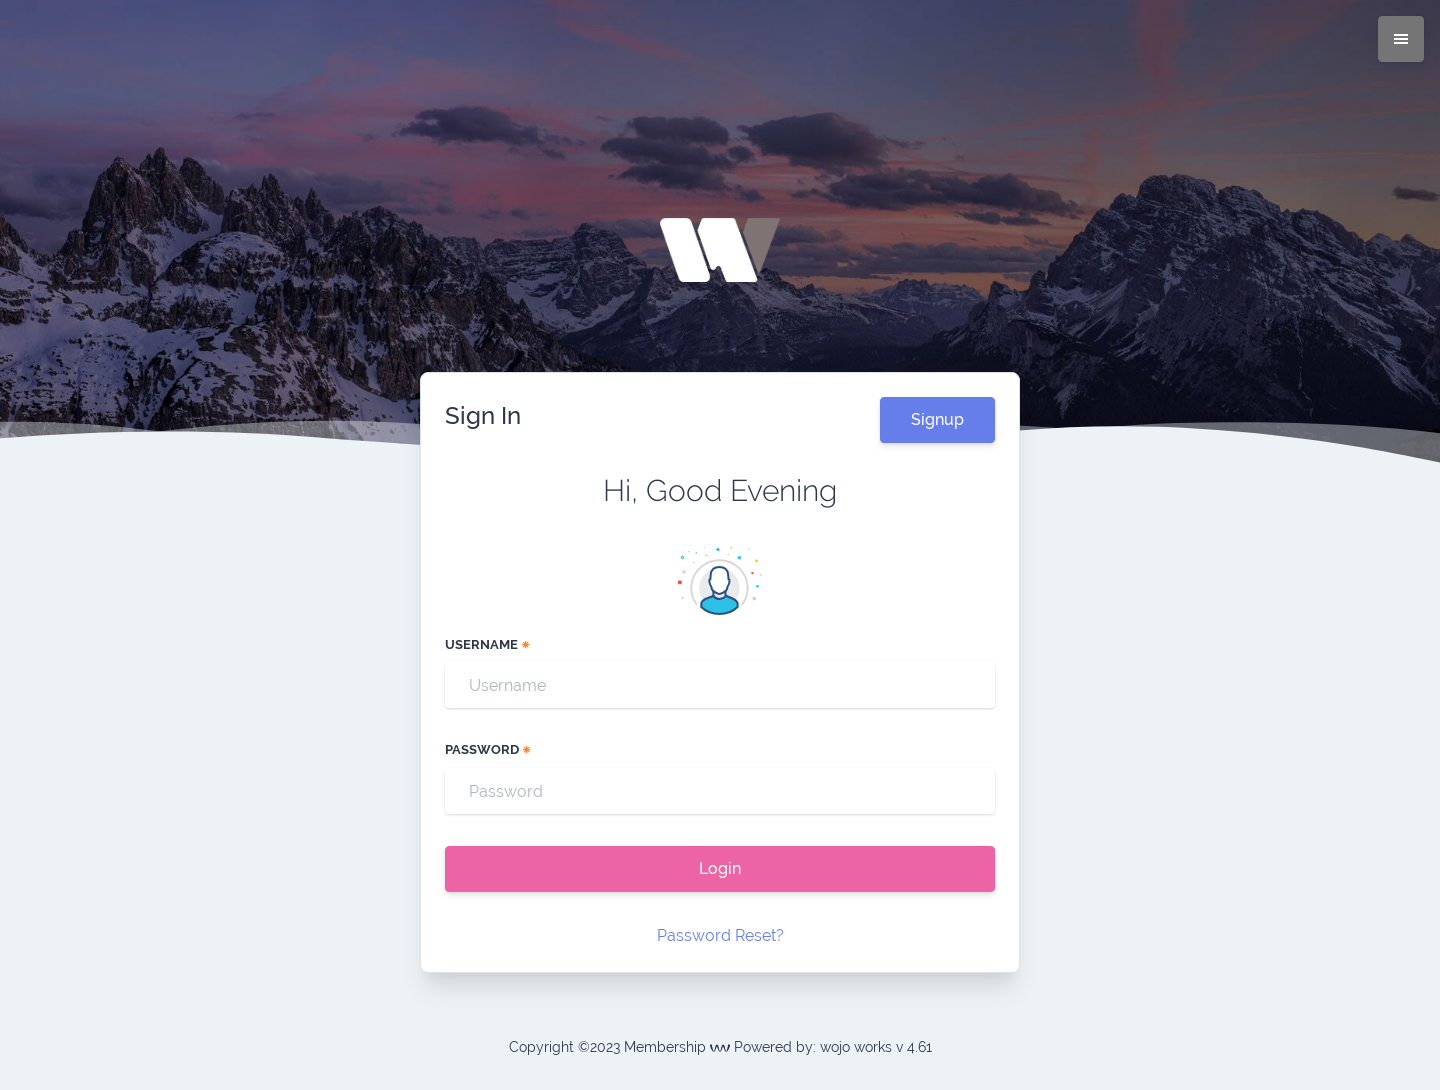 Sign In
Signup
Hi, Good Evening
USERNAME *
Username
PASSWORD *
Password
Login
Password Reset?
Copyright ©2023 Membership Powered by: wojo works v 4.61